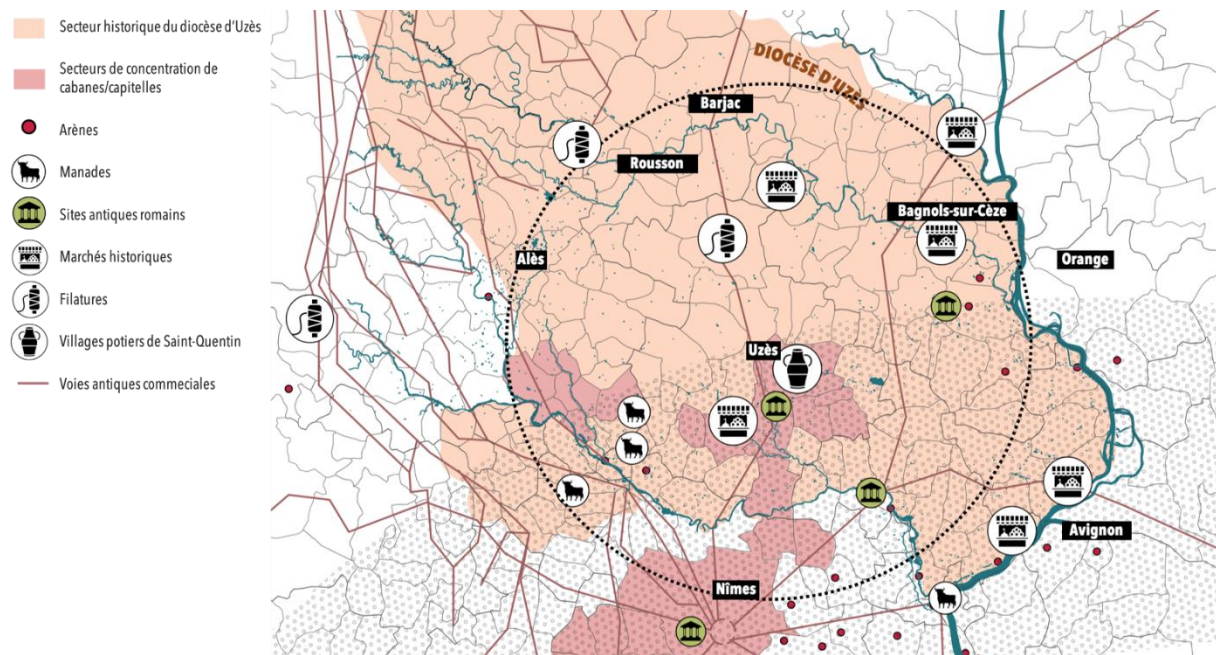 Secteur historique du diocèse d'Uzès
Secteurs de concentration de
cabanes/capitelles
Arènes
Manades
Sites antiques romains
Marchés historiques
Filatures
Villages potiers de Saint-Quentin
Voies antiques commeciales
DIOCÈSE D'UZÈS
Barjac
Rousson
Bagnols-sur-Cèze
Alès
Orange
Uzès
Avignon
Nîmes